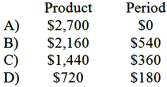 Product Period
A) $2,700 $0
B) $2,160 $540
C) $1,440 $360
D) $720 $180